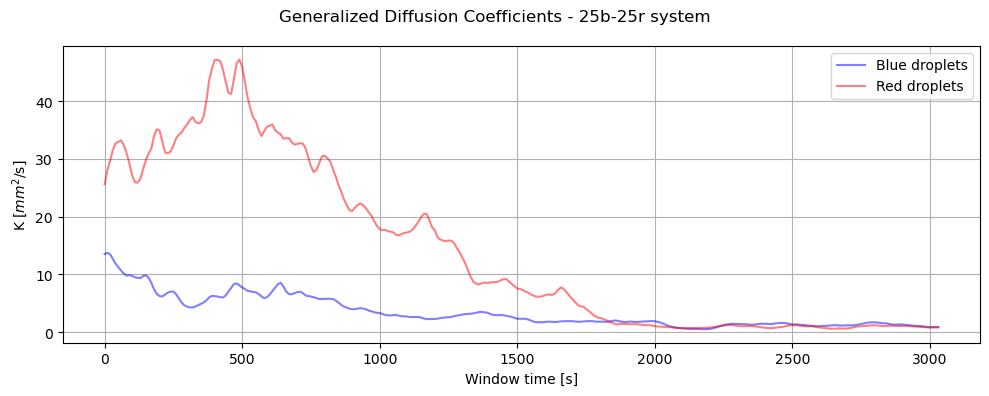 Generalized Diffusion Coefficients - 25b-25r system
Blue droplets
Red droplets
K [mm²/s]
40
30
20
10
0
0 500 1000 1500 2000 2500 3000
Window time [s]